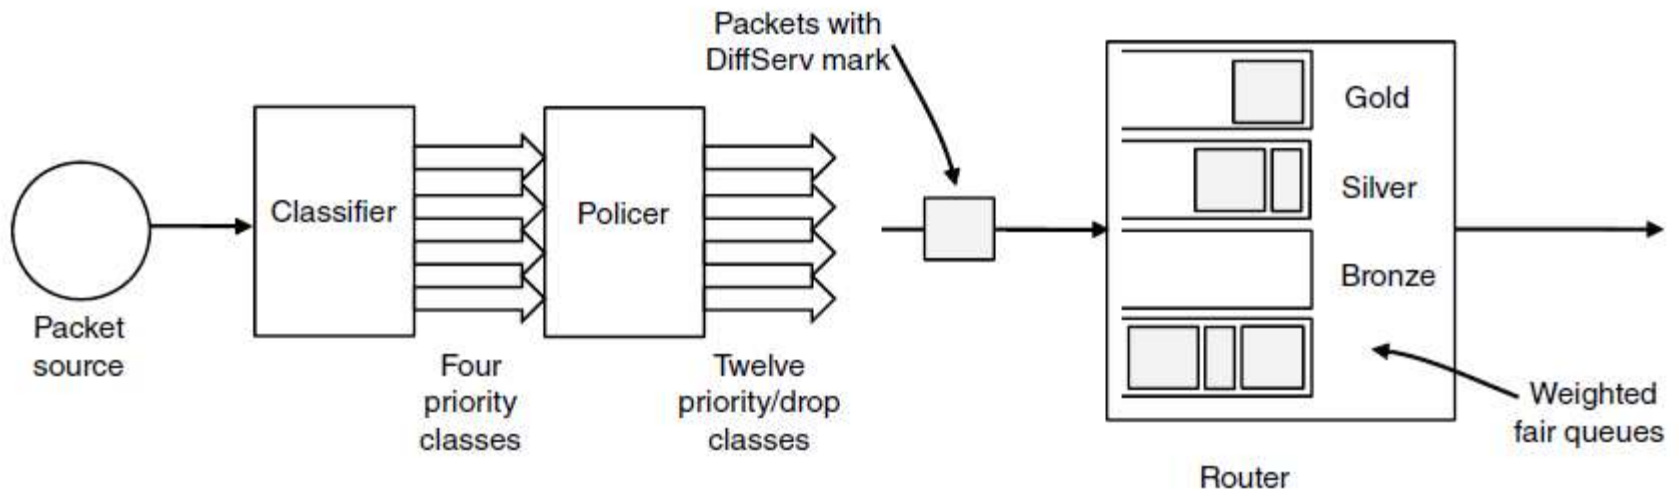 Packets with
DiffServ mark
Gold
Classifier
Policer
Silver
Bronze
Packet
source
Four
priority
classes
Twelve
priority/drop
classes
Weighted
fair queues
Router